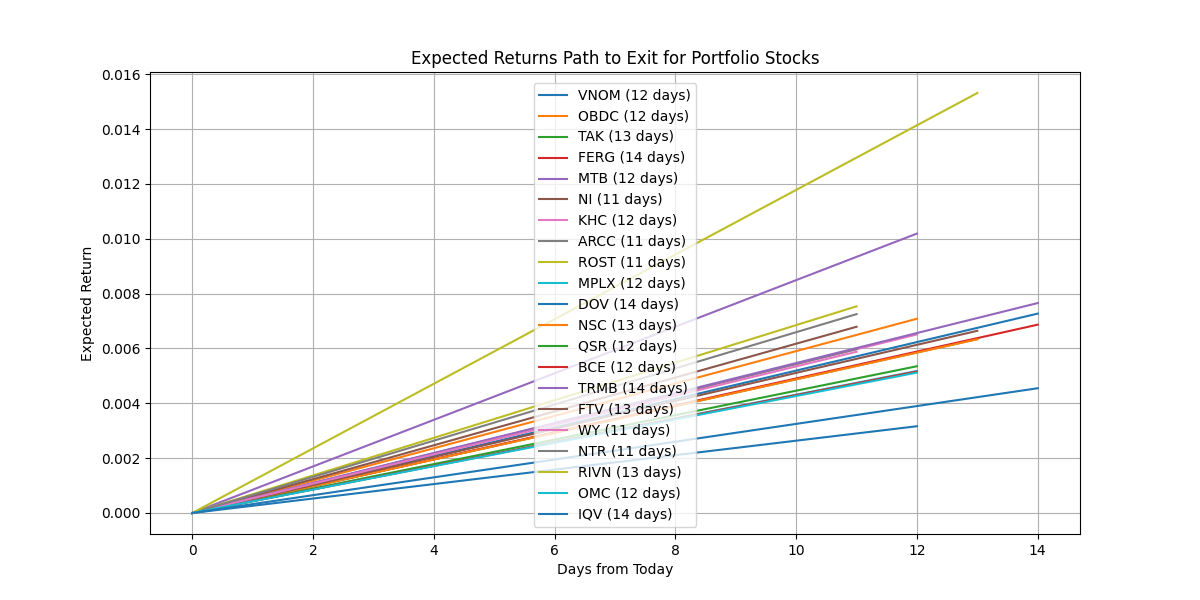 Expected Returns Path to Exit for Portfolio Stocks
0.016
0.014
0.012
0.010
0.008
0.006
0.004
0.002
0.000
Expected Return
VNOM (12 days)
OBDC (12 days)
TAK (13 days)
FERG (14 days)
MTB (12 days)
NI (11 days)
KHC (12 days)
ARCC (11 days)
ROST (11 days)
MPLX (12 days)
DOV (14 days)
NSC (13 days)
QSR (12 days)
BCE (12 days)
TRMB (14 days)
FTV (13 days)
WY (11 days)
NTR (11 days)
RIVN (13 days)
OMC (12 days)
IQV (14 days)
0 2 4 6 8 10 12 14
Days from Today